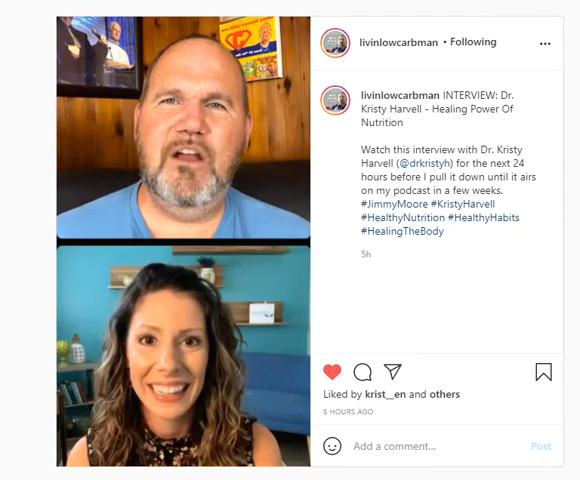 livinlowcarbman • Following
livinlowcarbman INTERVIEW: Dr.
Kristy Harvell - Healing Power Of
Nutrition
Watch this interview with Dr. Kristy
Harvell (@drkristyh) for the next 24
hours before I pull it down until it airs
on my podcast in a few weeks.
#JimmyMoore #KristyHarvell
#HealthyNutrition #HealthyHabits
#HealingTheBody
5h
Liked by krist__en and others
5 HOURS AGO
Add a comment...
Post